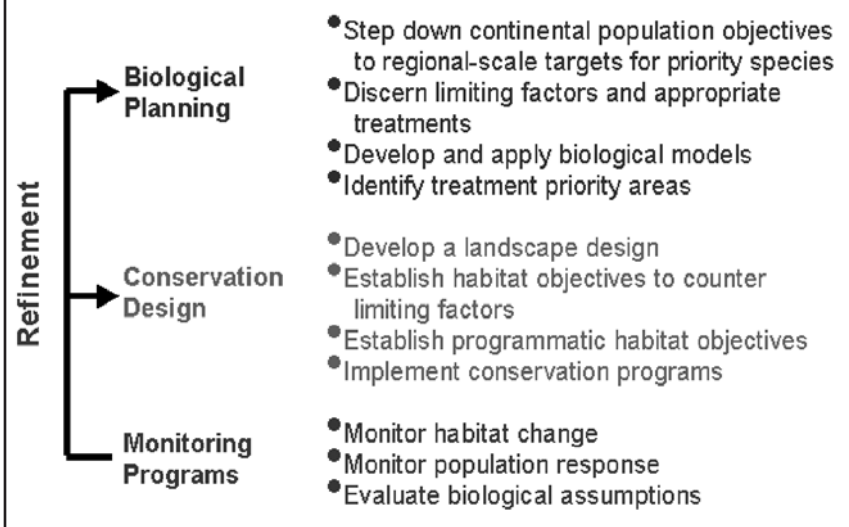 Refinement
Biological
Planning
•Step down continental population objectives
to regional-scale targets for priority species
•Discern limiting factors and appropriate
treatments
•Develop and apply biological models
•Identify treatment priority areas
Conservation
Design
•Develop a landscape design
•Establish habitat objectives to counter
limiting factors
•Establish programmatic habitat objectives
•Implement conservation programs
Monitoring
Programs
•Monitor habitat change
•Monitor population response
•Evaluate biological assumptions